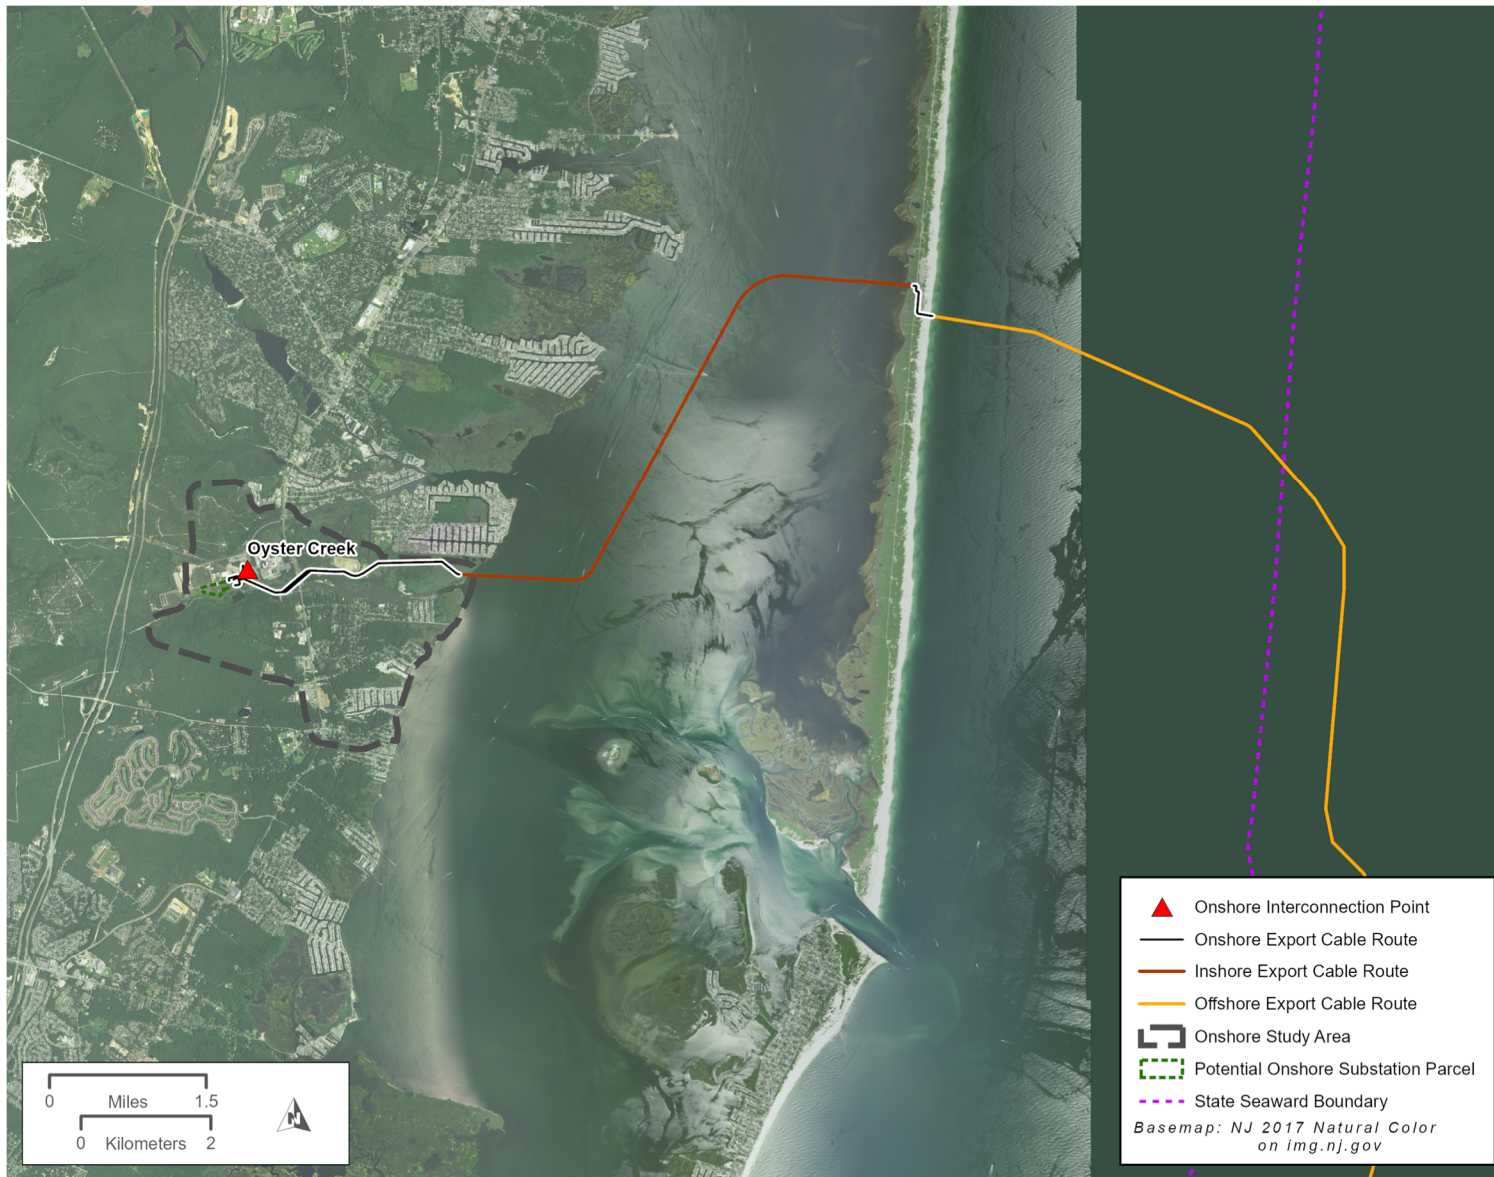 Oyster Creek
Onshore Interconnection Point
Onshore Export Cable Route
Inshore Export Cable Route
Offshore Export Cable Route
Onshore Study Area
Potential Onshore Substation Parcel
State Seaward Boundary
Basemap: NJ 2017 Natural Color
on img.nj.gov
0 Miles 1.5
0 Kilometers 2
N